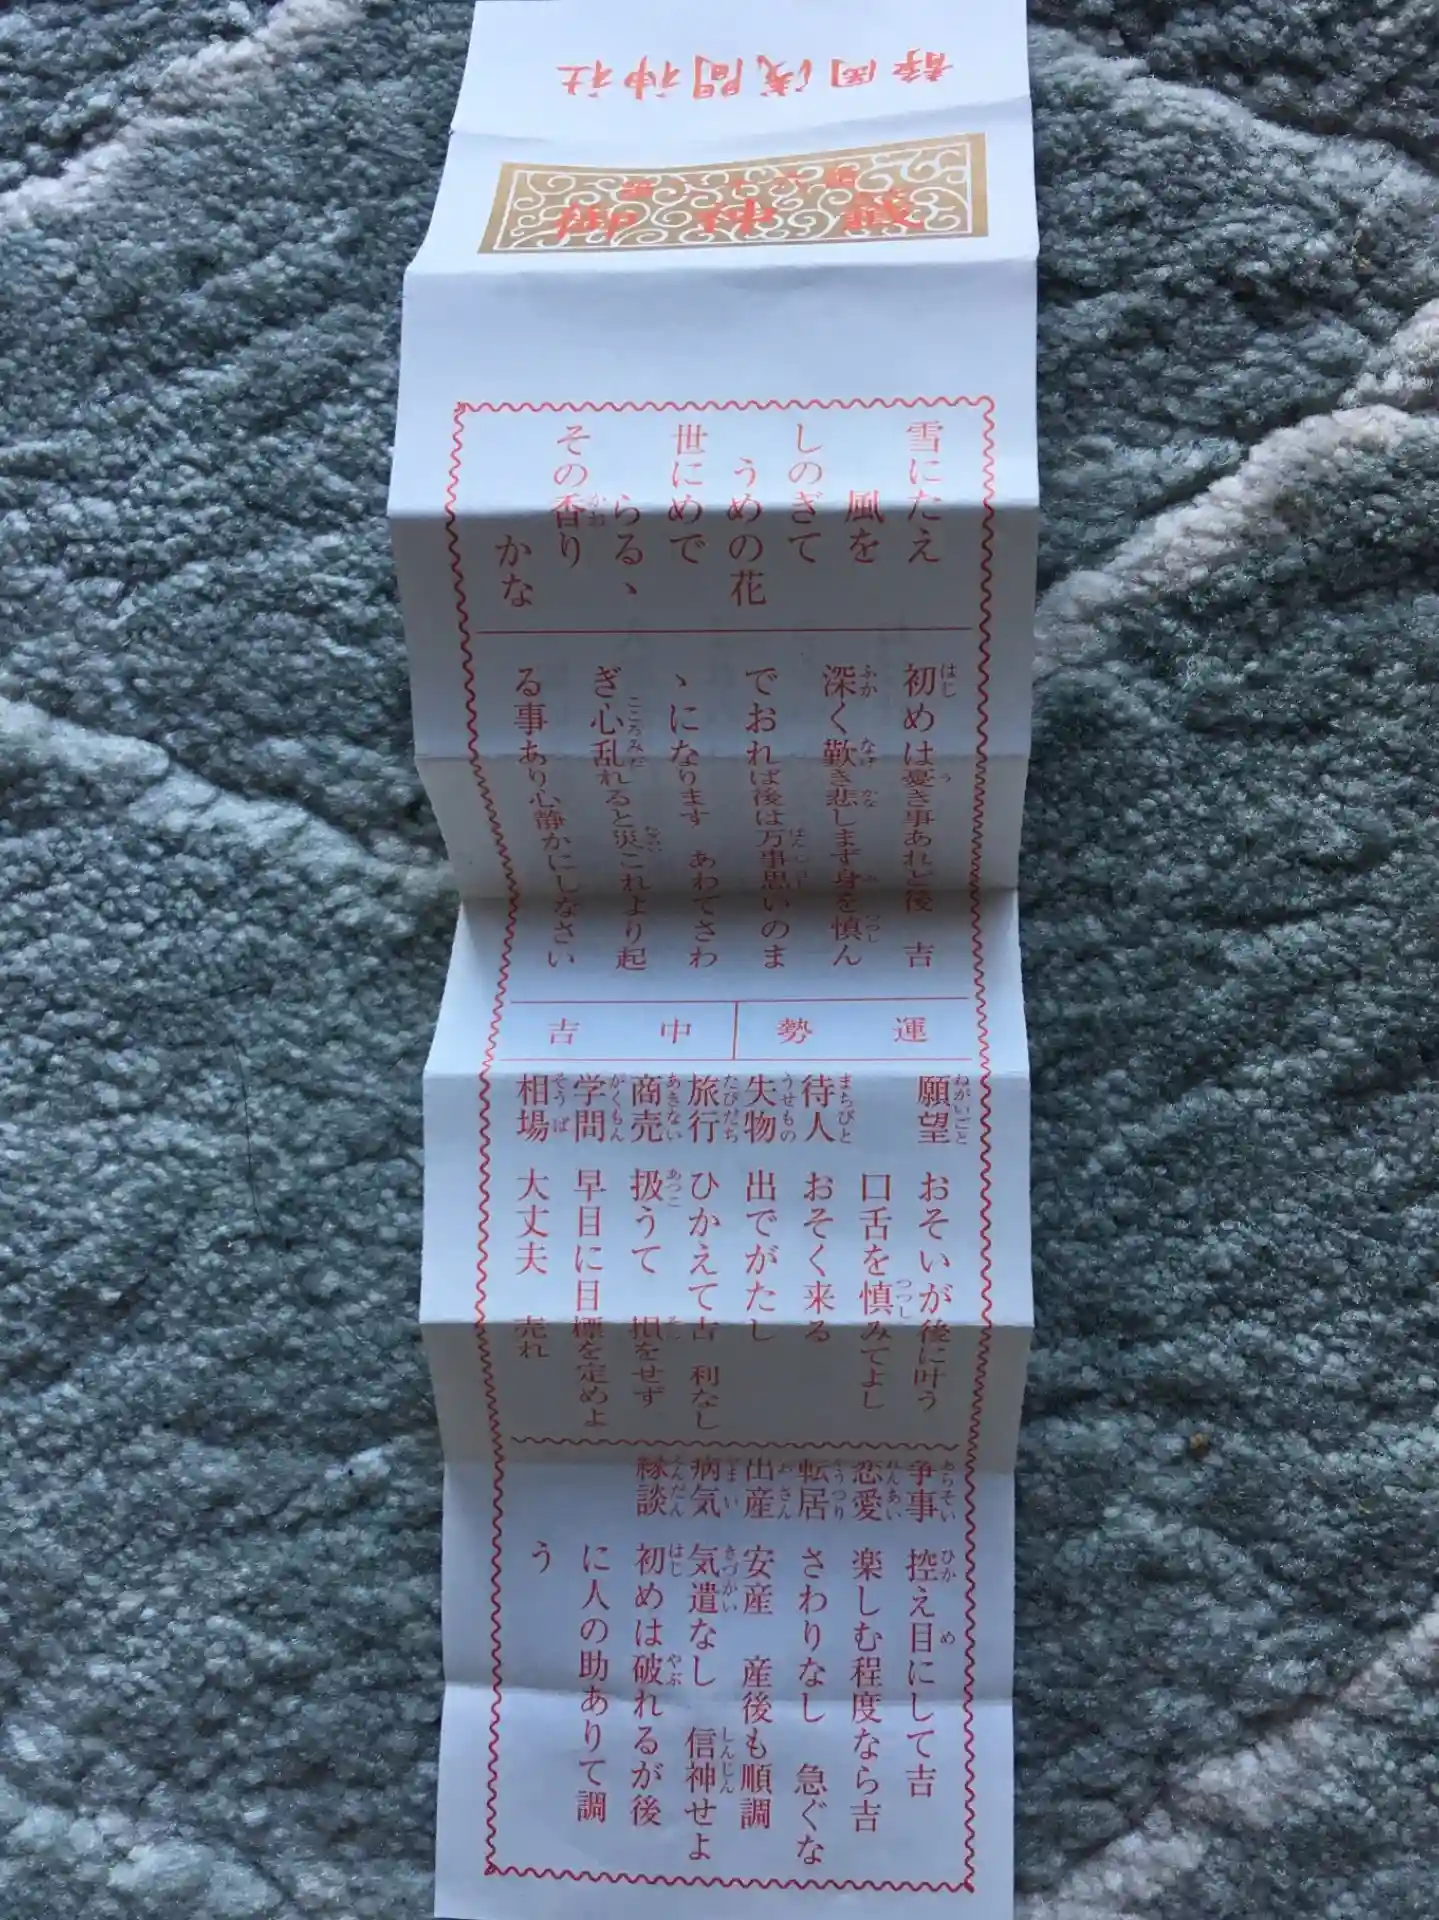 静岡浅間神社
御神籤
雪にたえ
風を
しのぎて
うめの花
世にめで
らるゝ
その香り
かな
初めは憂き事あれど後 吉
深く歎き悲しまず身を慎ん
でおれば後は万事思いのま
ゝになります あわてさわ
ぎ心乱れると災これより起
る事あり心静かにしなさい
運勢 中吉
願望 おそいが後に叶う
口舌を慎みてよし
待人 おそく来る
失物 出でがたし
旅行 ひかえて吉 利なし
商売 扱うて 損をせず
学問 早目に目標を定めよ
相場 大丈夫 売れ
争事 控え目にして吉
恋愛 楽しむ程度なら吉
転居 さわりなし 急ぐな
出産 安産 産後も順調
病気 気遣なし 信神せよ
縁談 初めは破れるが後
に人の助ありて調
う